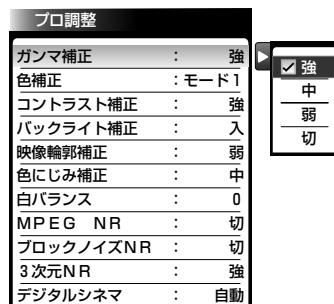 プロ調整
ガンマ補正 : 強
色補正 : モード1
コントラスト補正 : 強
バックライト補正 : 入
映像輪郭補正 : 弱
色にじみ補正 : 中
白バランス : 0
MPEG NR : 切
ブロックノイズNR : 切
3次元NR : 強
デジタルシネマ : 自動
強
中
弱
切